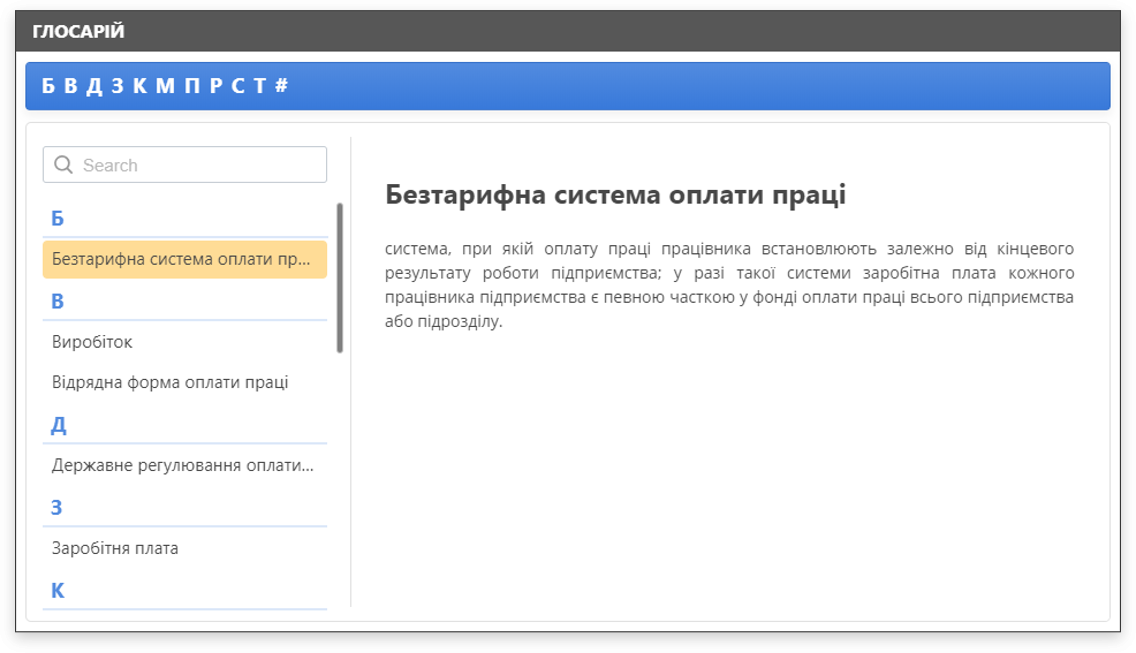 ГЛОСАРІЙ
Б В Д З К М П Р С Т #
Search
Б
Безтарифна система оплати пр...
В
Виробіток
Відрядна форма оплати праці
Д
Державне регулювання оплати...
З
Заробітня плата
К
Безтарифна система оплати праці
система, при якій оплату праці працівника встановлюють залежно від кінцевого
результату роботи підприємства; у разі такої системи заробітна плата кожного
працівника підприємства є певною часткою у фонді оплати праці всього підприємства
або підрозділу.